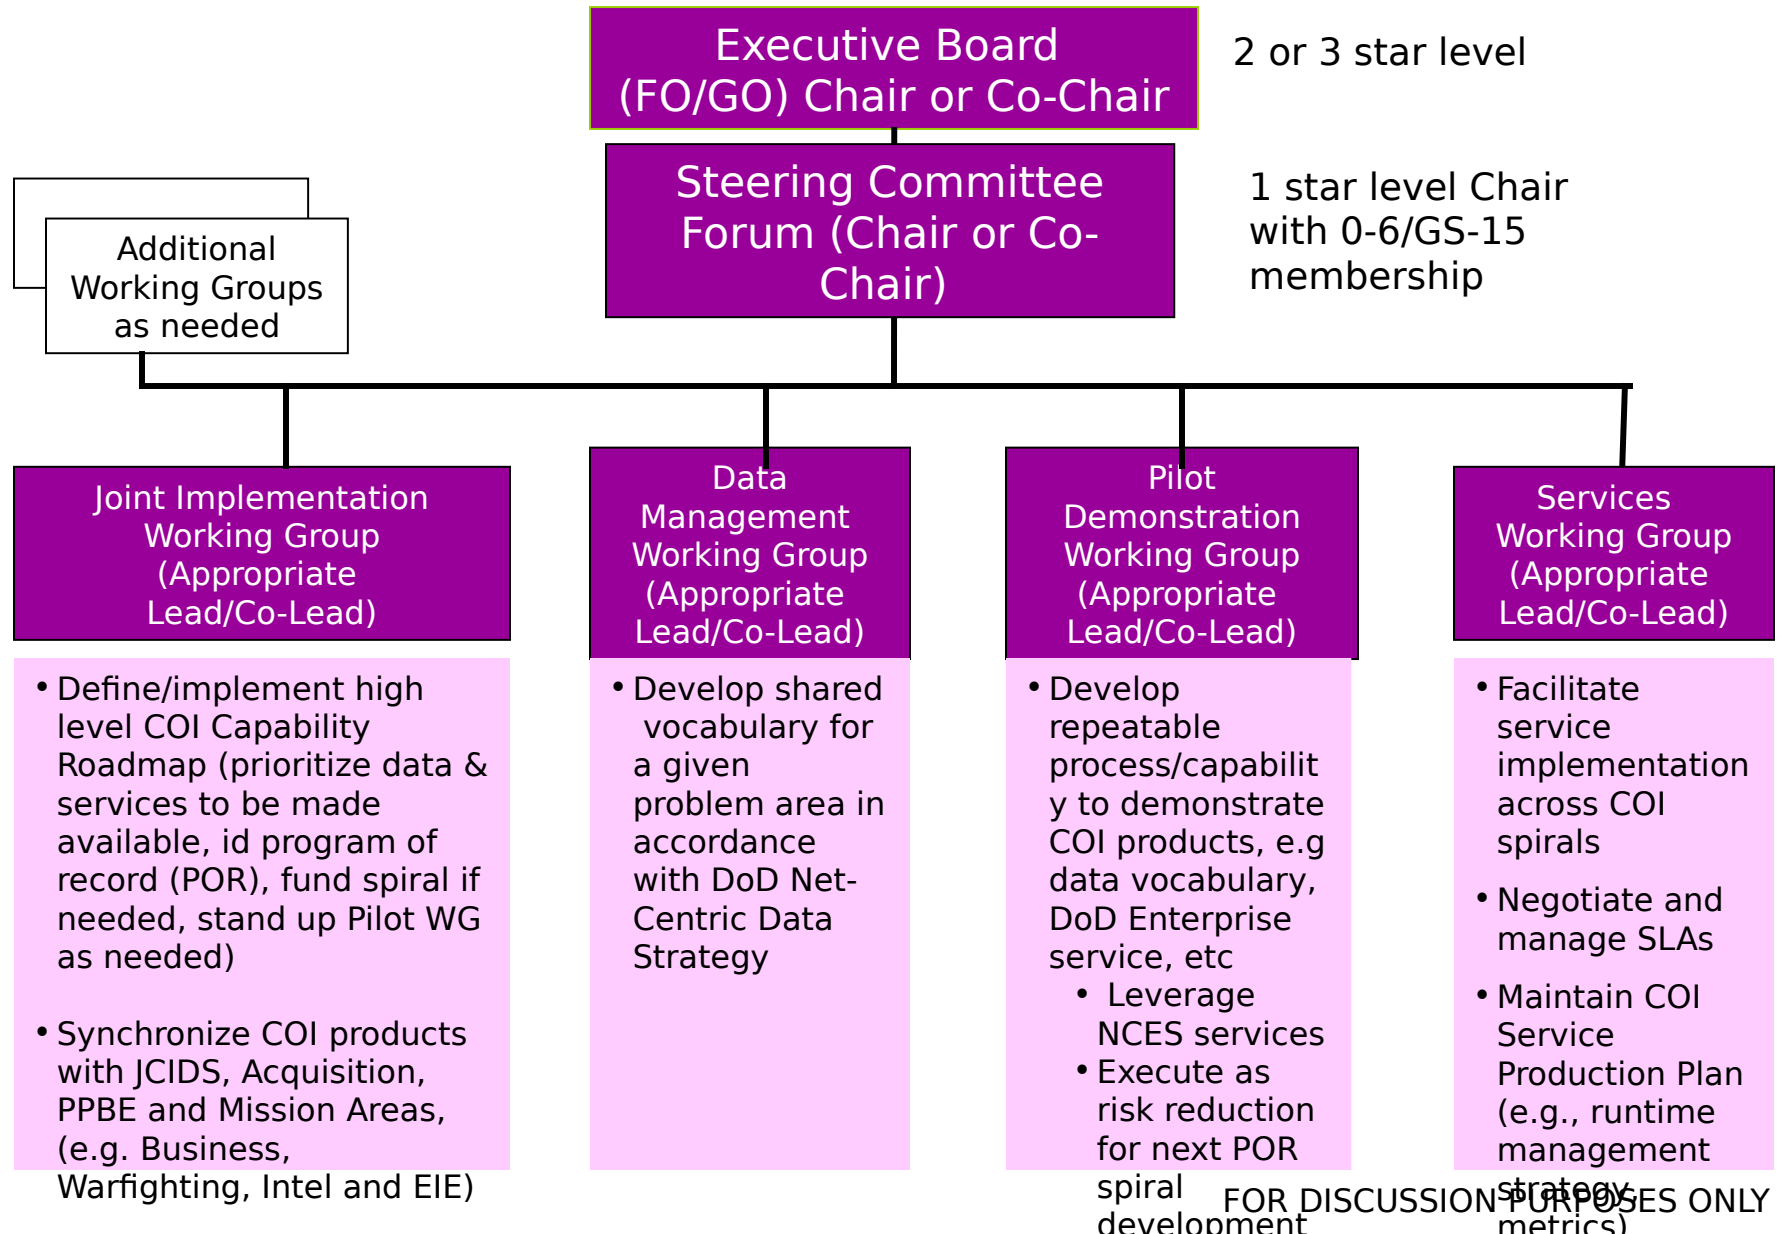 Executive Board
(FO/GO) Chair or Co-Chair
2 or 3 star level
Steering Committee
Forum (Chair or Co-
Chair)
1 star level Chair
with 0-6/GS-15
membership
Additional
Working Groups
as needed
Joint Implementation
Working Group
(Appropriate
Lead/Co-Lead)
• Define/implement high
level COI Capability
Roadmap (prioritize data &
services to be made
available, id program of
record (POR), fund spiral if
needed, stand up Pilot WG
as needed)
• Synchronize COI products
with JCIDS, Acquisition,
PPBE and Mission Areas,
(e.g. Business,
Warfighting, Intel and EIE)
Data
Management
Working Group
(Appropriate
Lead/Co-Lead)
• Develop shared
vocabulary for
a given
problem area in
accordance
with DoD Net-
Centric Data
Strategy
Pilot
Demonstration
Working Group
(Appropriate
Lead/Co-Lead)
• Develop
repeatable
process/capabilit
y to demonstrate
COI products, e.g
data vocabulary,
DoD Enterprise
service, etc
• Leverage
NCES services
• Execute as
risk reduction
for next POR
spiral
development
Services
Working Group
(Appropriate
Lead/Co-Lead)
• Facilitate
service
implementation
across COI
spirals
• Negotiate and
manage SLAs
• Maintain COI
Service
Production Plan
(e.g., runtime
management
strategy,
metrics)
FOR DISCUSSION PURPOSES ONLY